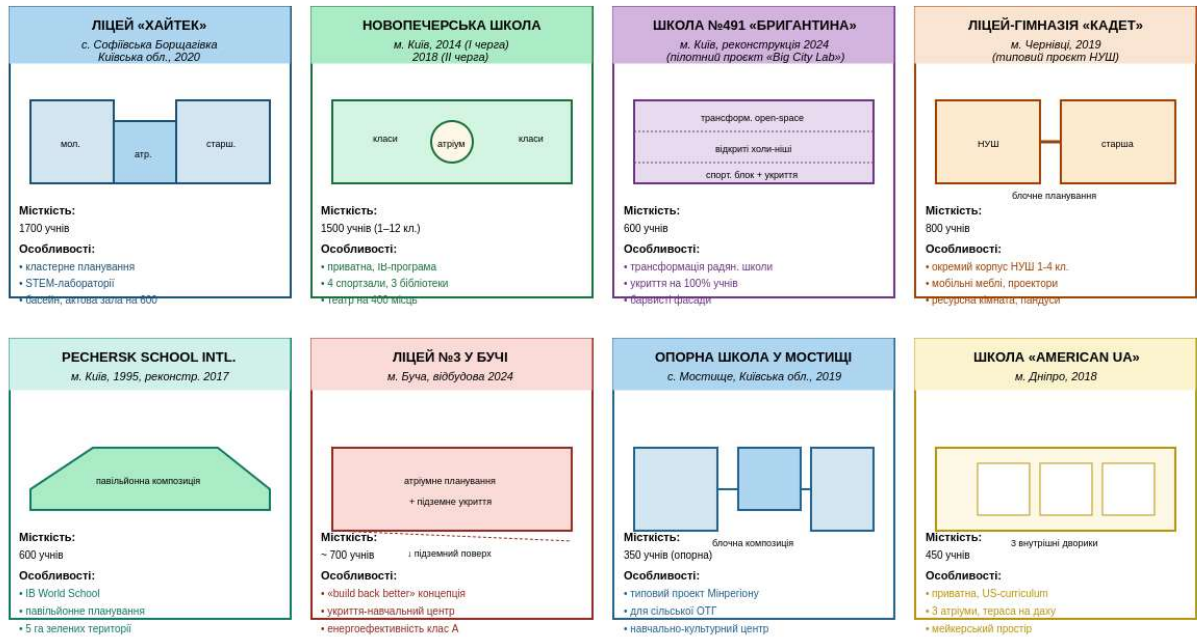 ЛІЦЕЙ «ХАЙТЕК»
с. Софіївська Борщагівка
Київська обл., 2020
мол.
атр.
старш.
Місткість:
1700 учнів
Особливості:
• кластерне планування
• STEM-лабораторії
• басейн, актова зала на 600
НОВОПЕЧЕРСЬКА ШКОЛА
м. Київ, 2014 (I черга)
2018 (II черга)
класи
атріум
класи
Місткість:
1500 учнів (1–12 кл.)
Особливості:
• приватна, IB-програма
• 4 спортзали, 3 бібліотеки
• театр на 400 місць
ШКОЛА №491 «БРИГАНТИНА»
м. Київ, реконструкція 2024
(пілотний проєкт «Big City Lab»)
трансформ. open-space
відкриті холи-ніші
спорт. блок + укриття
Місткість:
600 учнів
Особливості:
• трансформація радян. школи
• укриття на 100% учнів
• барвисті фасади
ЛІЦЕЙ-ГІМНАЗІЯ «КАДЕТ»
м. Чернівці, 2019
(типовий проєкт НУШ)
НУШ
старша
блочне планування
Місткість:
800 учнів
Особливості:
• окремий корпус НУШ 1-4 кл.
• мобільні меблі, проектори
• ресурсна кімната, пандуси
PECHERSK SCHOOL INTL.
м. Київ, 1995, реконстр. 2017
павільйонна композиція
Місткість:
600 учнів
Особливості:
• IB World School
• павільйонне планування
• 5 га зелених території
ЛІЦЕЙ №3 У БУЧІ
м. Буча, відбудова 2024
атріумне планування
+ підземне укриття
Місткість:
~ 700 учнів
↓ підземний поверх
Особливості:
• «build back better» концепція
• укриття-навчальний центр
• енергоефективність клас А
ОПОРНА ШКОЛА У МОСТИЩІ
с. Мостище, Київська обл., 2019
Місткість:
блочна композиція
350 учнів (опорна)
Особливості:
• типовий проект Мінрегіону
• для сільської ОТГ
• навчально-культурний центр
ШКОЛА «AMERICAN UA»
м. Дніпро, 2018
Місткість:
3 внутрішні дворики
450 учнів
Особливості:
• приватна, US-curriculum
• 3 атріуми, тераса на даху
• мейкерський простір